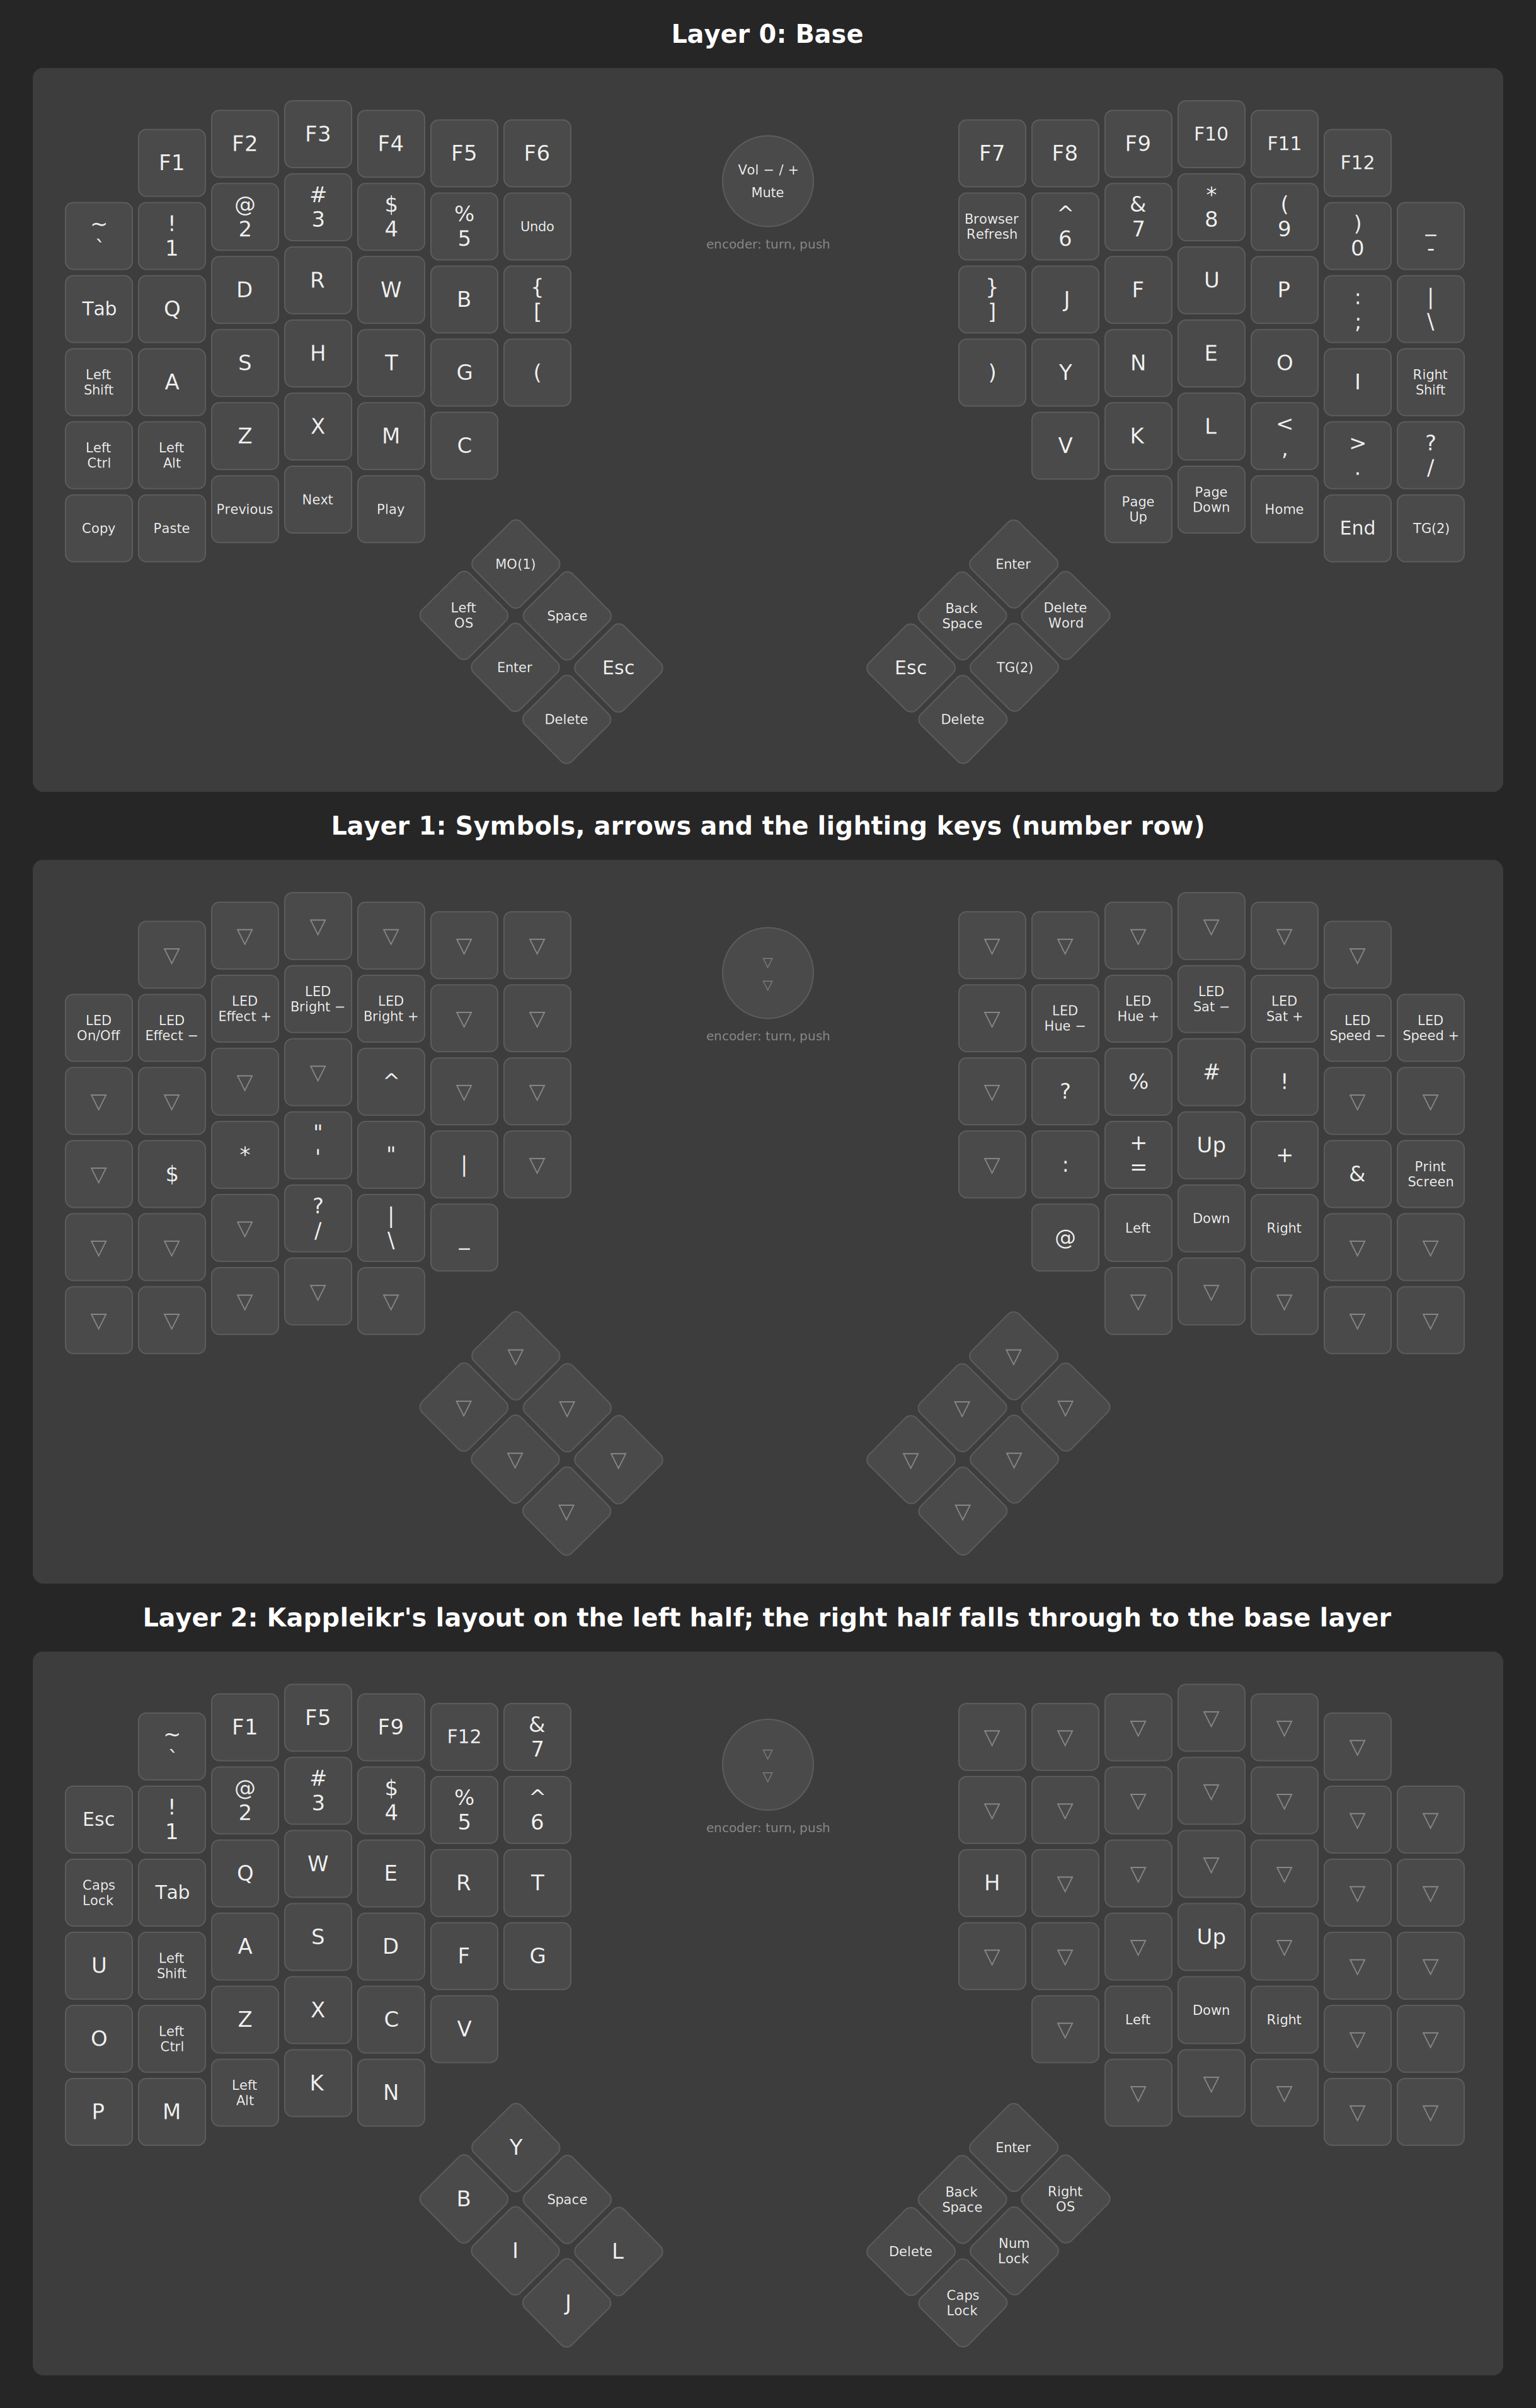 Layer 0: Base
F1 F2 F3 F4 F5 F6
F7 F8 F9 F10 F11 F12
~ ! @ # $ %
` 1 2 3 4 5 Undo
Vol − / +
Mute
encoder: turn, push
Browser ^ & * ( ) _
Refresh 6 7 8 9 0 -
Tab Q D R W B { [
} ] J F U P : ; | \
Left Shift A S H T G (
) Y N E O I Right Shift
Left Ctrl Left Alt Z X M C
V K L < , > . ? /
Copy Paste Previous Next Play
Page Up Page Down Home End TG(2)
MO(1) Enter
Left OS Space Back Space Delete Word
Enter Esc Esc TG(2)
Delete Delete
Layer 1: Symbols, arrows and the lighting keys (number row)
▽ ▽ ▽ ▽ ▽ ▽
▽ ▽ ▽ ▽ ▽ ▽
▽
▽
encoder: turn, push
LED On/Off LED Effect − LED Effect + LED Bright − LED Bright + ▽ ▽
▽ LED Hue − LED Hue + LED Sat − LED Sat + LED Speed − LED Speed +
▽ ▽ ▽ ▽ ^ ▽ ▽
▽ ? % # ! ▽ ▽
▽ $ * " ' " | ▽
▽ : + = Up + & Print Screen
▽ ▽ ▽ ? / | \ _
@ Left Down Right ▽ ▽
▽ ▽ ▽ ▽ ▽
▽ ▽ ▽ ▽ ▽
▽ ▽
▽ ▽ ▽ ▽
▽ ▽ ▽ ▽
▽ ▽
Layer 2: Kappleikr's layout on the left half; the right half falls through to the base layer
~ ` F1 F5 F9 F12 & 7
▽ ▽ ▽ ▽ ▽ ▽
▽
▽
encoder: turn, push
Esc ! 1 @ 2 # 3 $ 4 % 5 ^ 6
▽ ▽ ▽ ▽ ▽ ▽ ▽
Caps Lock Tab Q W E R T
H ▽ ▽ ▽ ▽ ▽ ▽
U Left Shift A S D F G
▽ ▽ ▽ Up ▽ ▽ ▽
O Left Ctrl Z X C V
▽ Left Down Right ▽ ▽
P M Left Alt K N
▽ ▽ ▽ ▽ ▽
Y Enter
B Space Back Space Right OS
I L Delete Num Lock
J Caps Lock